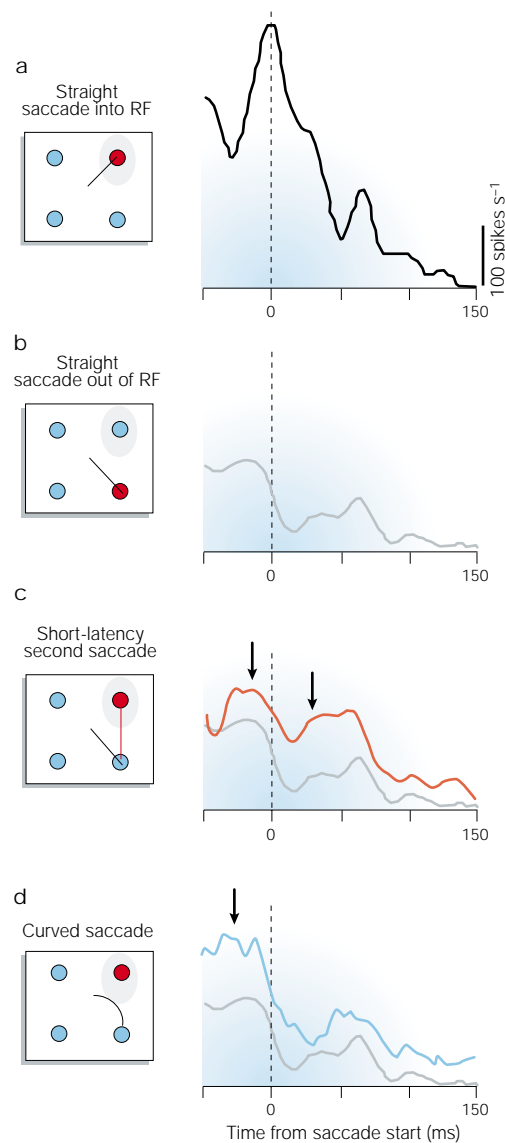 a
Straight
saccade into RF
100 spikes s⁻¹
0
150
b
Straight
saccade out of RF
0
150
c
Short-latency
second saccade
0
150
d
Curved saccade
0
150
Time from saccade start (ms)